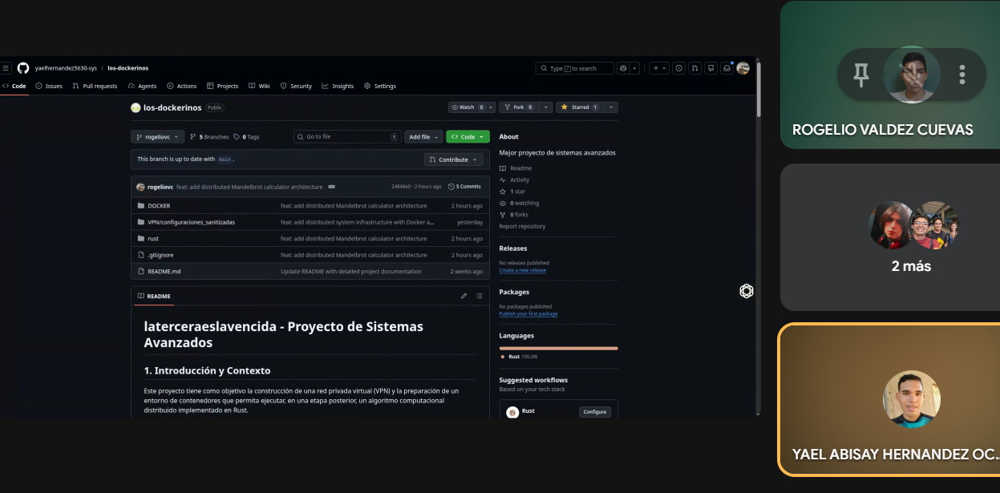 yaelhernandez5630-sys / los-dockerinos
Type / to search
Code Issues Pull requests Agents Actions Projects Wiki Security Insights Settings
los-dockerinos Public
Watch 0 Fork 0 Starred 1
rogeliovc 5 Branches 0 Tags Go to file t Add file Code
This branch is up to date with main .
Contribute
rogeliovc feat: add distributed Mandelbrot calculator architecture 24846e0 · 2 hours ago 5 Commits
DOCKER feat: add distributed Mandelbrot calculator architecture 2 hours ago
VPN/configuraciones_sanitizadas feat: add distributed system infrastructure with Docker a... yesterday
rust feat: add distributed Mandelbrot calculator architecture 2 hours ago
.gitignore feat: add distributed Mandelbrot calculator architecture 2 hours ago
README.md Update README with detailed project documentation 2 weeks ago
README
laterceraeslavencida - Proyecto de Sistemas
Avanzados
1. Introducción y Contexto
Este proyecto tiene como objetivo la construcción de una red privada virtual (VPN) y la preparación de un
entorno de contenedores que permita ejecutar, en una etapa posterior, un algoritmo computacional
distribuido implementado en Rust.
About
Mejor proyecto de sistemas avanzados
Readme
Activity
1 star
0 watching
0 forks
Report repository
Releases
No releases published
Create a new release
Packages
No packages published
Publish your first package
Languages
Rust 100.0%
Suggested workflows
Based on your tech stack
Rust Configure
ROGELIO VALDEZ CUEVAS
2 más
YAEL ABISAY HERNANDEZ OC...